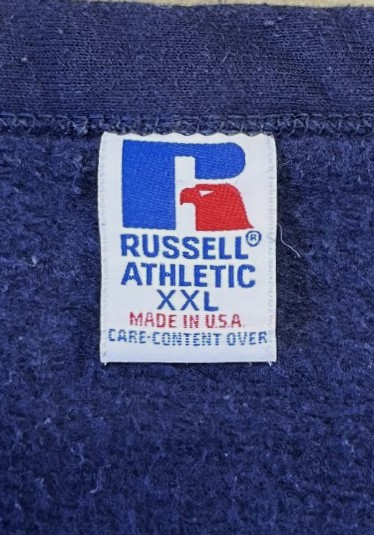 RUSSELL®
ATHLETIC
XXL
MADE IN U.S.A.
CARE-CONTENT OVER